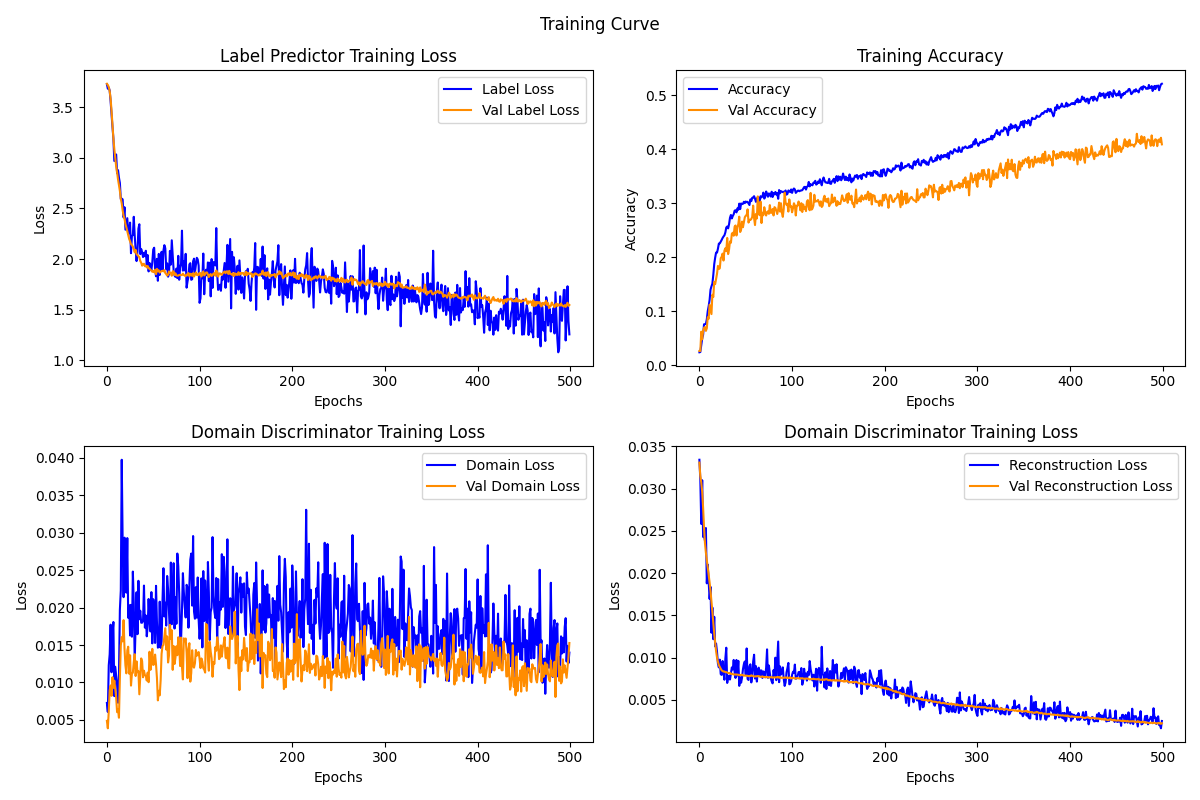 Training Curve
Label Predictor Training Loss
Loss
3.5
3.0
2.5
2.0
1.5
1.0
Label Loss
Val Label Loss
0 100 200 300 400 500
Epochs
Training Accuracy
Accuracy
0.5
0.4
0.3
0.2
0.1
0.0
Accuracy
Val Accuracy
0 100 200 300 400 500
Epochs
Domain Discriminator Training Loss
Loss
0.040
0.035
0.030
0.025
0.020
0.015
0.010
0.005
Domain Loss
Val Domain Loss
0 100 200 300 400 500
Epochs
Domain Discriminator Training Loss
Loss
0.035
0.030
0.025
0.020
0.015
0.010
0.005
Reconstruction Loss
Val Reconstruction Loss
0 100 200 300 400 500
Epochs